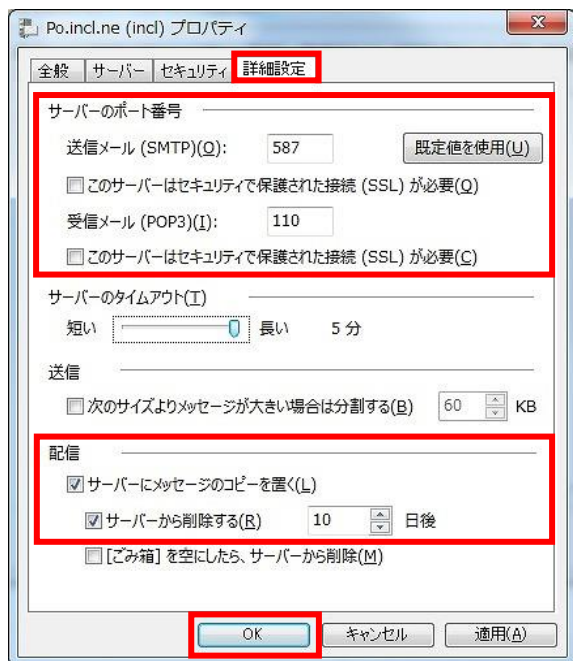 Po.incl.ne (incl) プロパティ
全般 サーバー セキュリティ 詳細設定
サーバーのポート番号
送信メール (SMTP)(O): 587 既定値を使用(U)
このサーバーはセキュリティで保護された接続 (SSL) が必要(Q)
受信メール (POP3)(I): 110
このサーバーはセキュリティで保護された接続 (SSL) が必要(C)
サーバーのタイムアウト(T)
短い 長い 5 分
送信
次のサイズよりメッセージが大きい場合は分割する(B) 60 KB
配信
サーバーにメッセージのコピーを置く(L)
サーバーから削除する(R) 10 日後
[ごみ箱] を空にしたら、サーバーから削除(M)
OK キャンセル 適用(A)